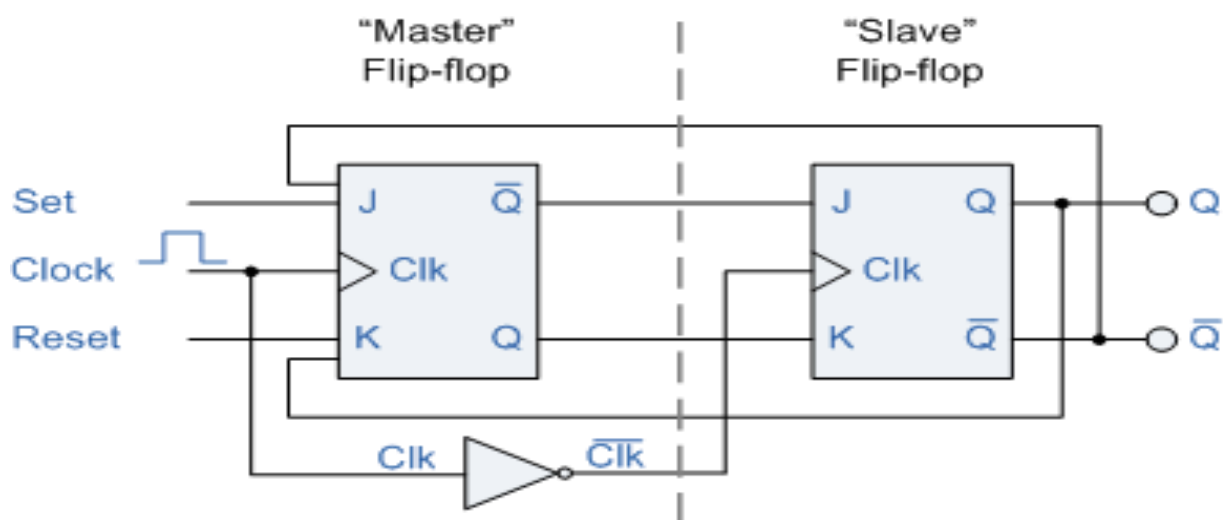 “Master”
Flip-flop
“Slave”
Flip-flop
Set
J
Q̅
J
Q
Q
Clock
Clk
Clk
Reset
K
Q
K
Q̅
Q̅
Clk
C̅l̅k̅